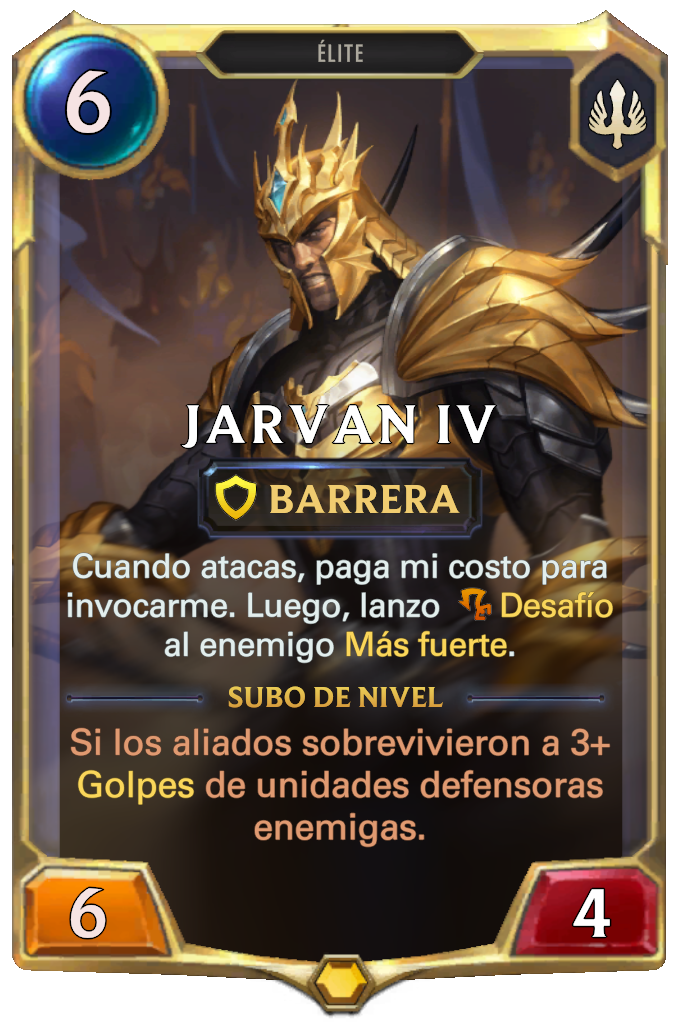 ÉLITE
6
JARVAN IV
BARRERA
Cuando atacas, paga mi costo para
invocarme. Luego, lanzo Desafío
al enemigo Más fuerte.
SUBO DE NIVEL
Si los aliados sobrevivieron a 3+
Golpes de unidades defensoras
enemigas.
6
4